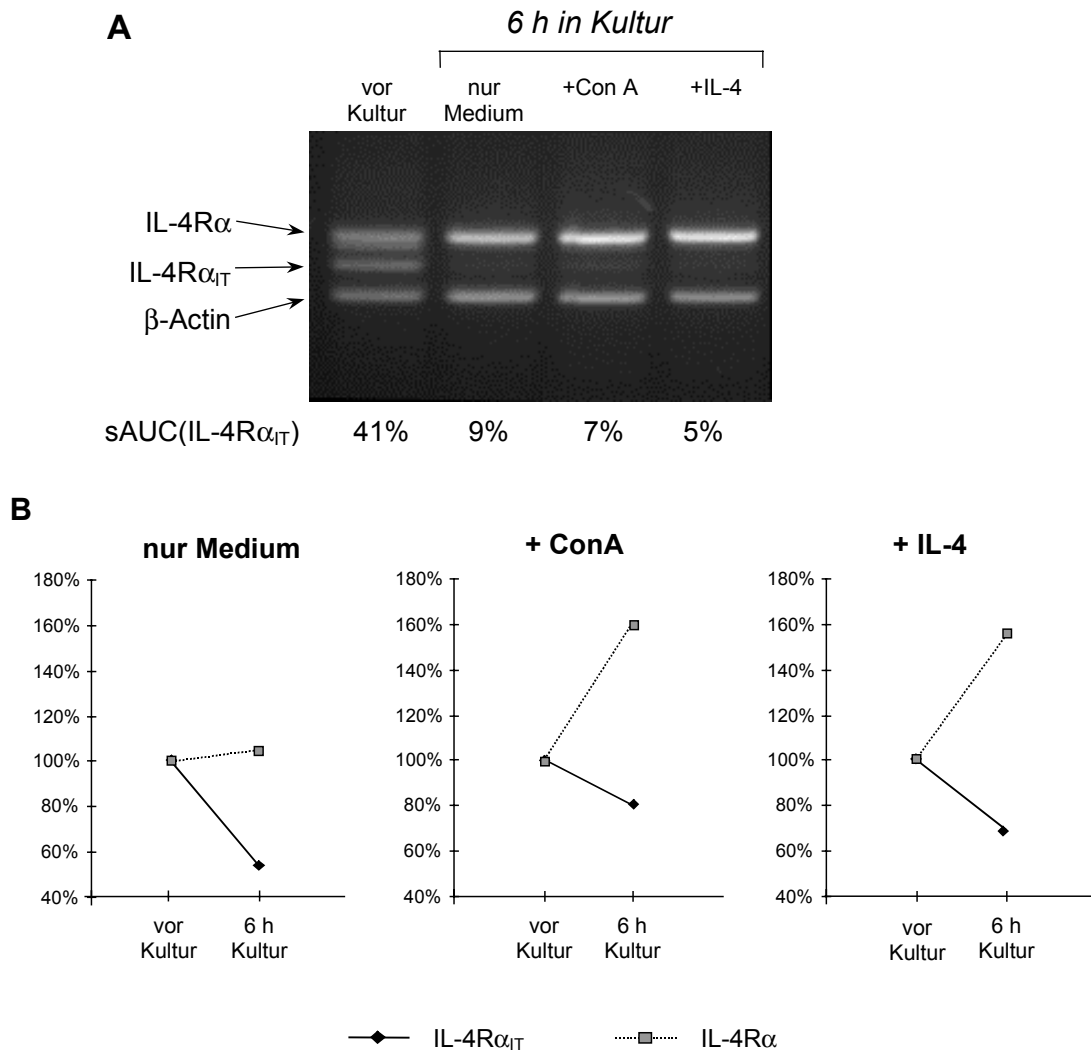 A
6 h in Kultur
vor Kultur
nur Medium
+Con A
+IL-4
IL-4Rα
IL-4RαIT
β-Actin
sAUC(IL-4RαIT) 41% 9% 7% 5%
B
nur Medium
180%
160%
140%
120%
100%
80%
60%
40%
vor Kultur
6 h Kultur
+ ConA
180%
160%
140%
120%
100%
80%
60%
40%
vor Kultur
6 h Kultur
+ IL-4
180%
160%
140%
120%
100%
80%
60%
40%
vor Kultur
6 h Kultur
IL-4RαIT
IL-4Rα